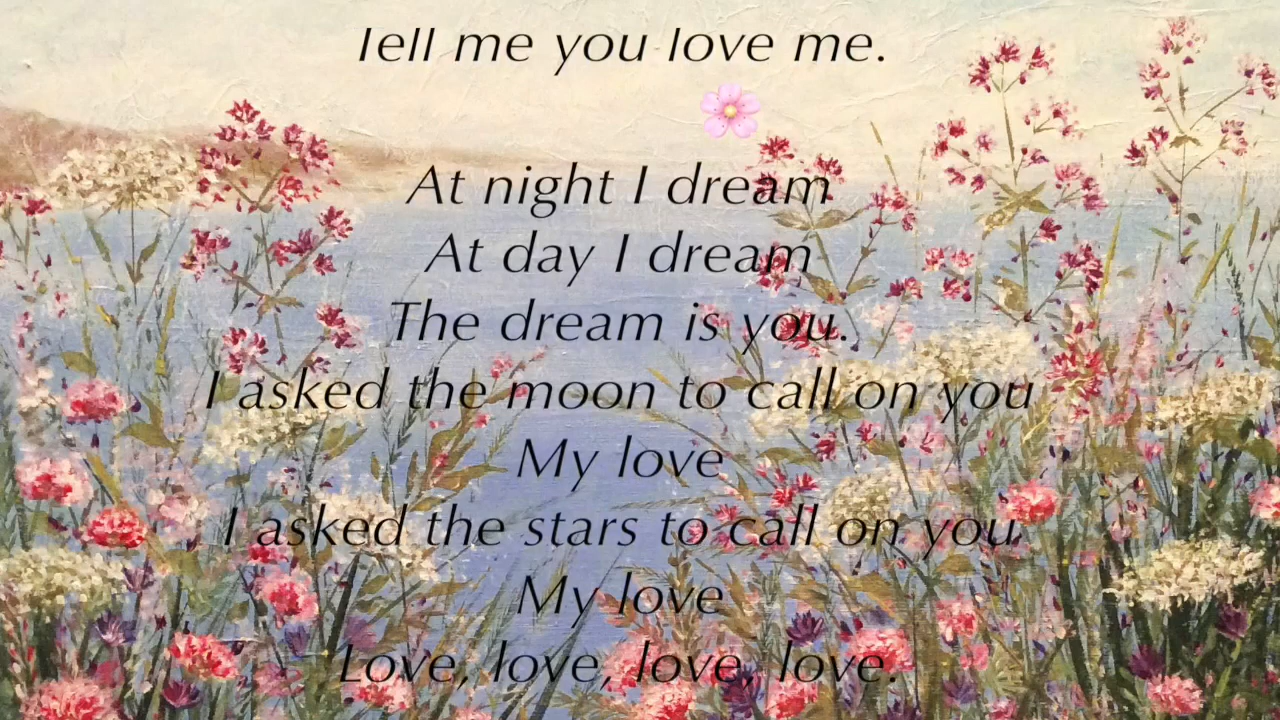 Tell me you love me.
At night I dream
At day I dream
The dream is you.
I asked the moon to call on you
My love
I asked the stars to call on you,
My love
Love, love, love, love.